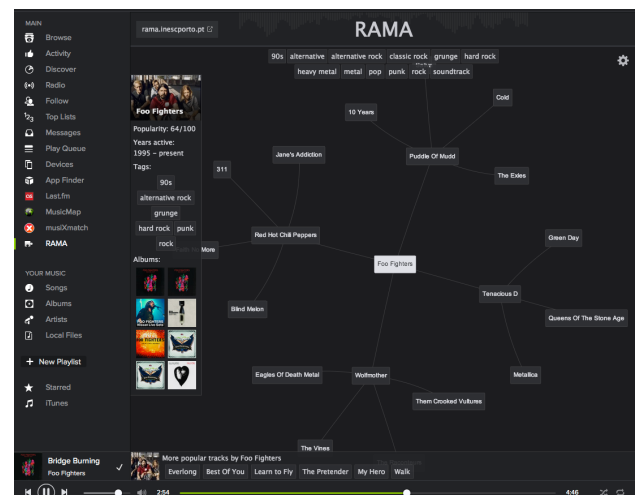 MAIN
Browse
Activity
Discover
Radio
Follow
Top Lists
Messages
Play Queue
Devices
App Finder
Last.fm
MusicMap
musiXmatch
RAMA
YOUR MUSIC
Songs
Albums
Artists
Local Files
+ New Playlist
Starred
iTunes
Bridge Burning
Foo Fighters
rama.inescporto.pt
RAMA
90s alternative alternative rock classic rock grunge hard rock
heavy metal metal pop punk rock soundtrack
Foo Fighters
Popularity: 64/100
Years active:
1995 – present
Tags:
90s
alternative rock
grunge
hard rock punk
rock
Albums:
Cold
10 Years
Jane's Addiction
Puddle Of Mudd
311
The Exies
Red Hot Chili Peppers
Green Day
More
Foo Fighters
Tenacious D
Blind Melon
Queens Of The Stone Age
Eagles Of Death Metal
Wolfmother
Metallica
Them Crooked Vultures
The Vines
More popular tracks by Foo Fighters
Everlong Best Of You Learn to Fly The Pretender My Hero Walk
2:54
4:46